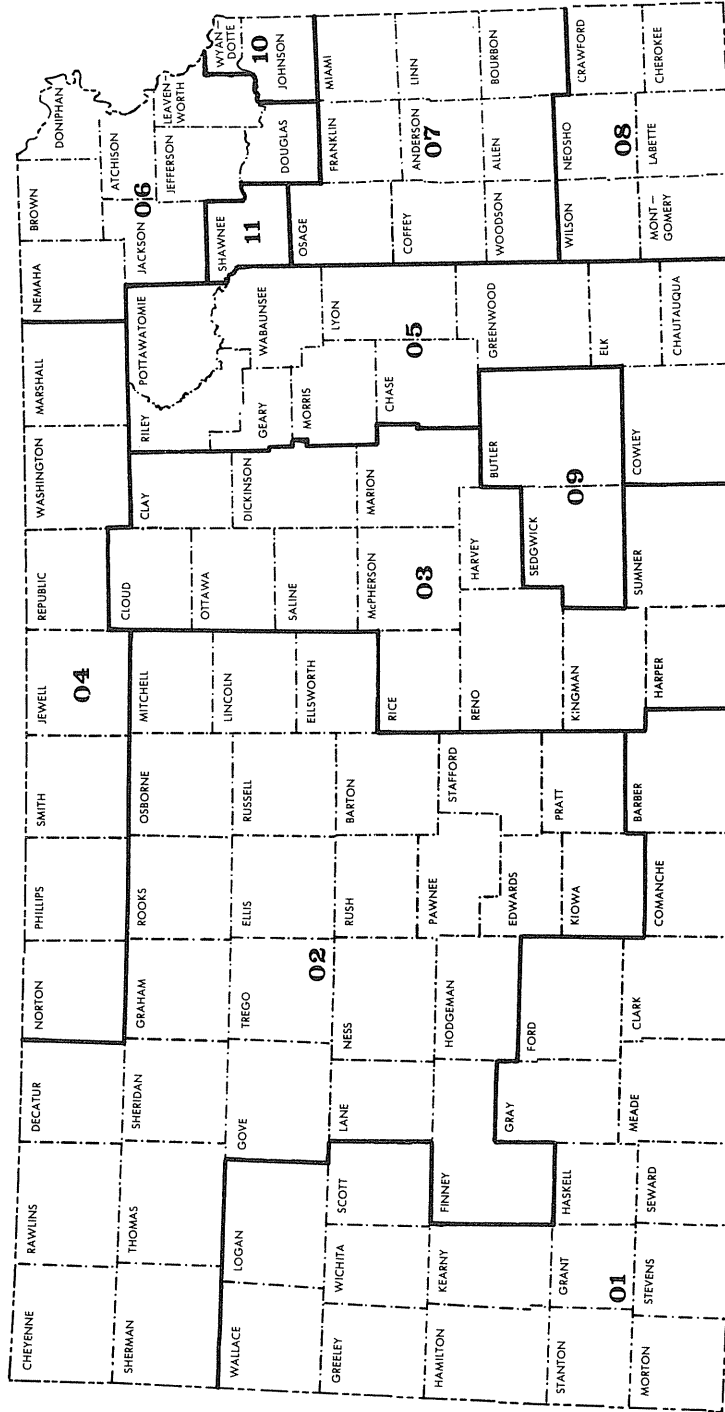 CHEYENNE
RAWLINS
DECATUR
NORTON
PHILLIPS
SMITH
JEWELL
REPUBLIC
WASHINGTON
MARSHALL
NEMAHA
BROWN
DONIPHAN
SHERMAN
THOMAS
SHERIDAN
GRAHAM
ROOKS
OSBORNE
MITCHELL
04
CLOUD
CLAY
RILEY
POTTAWATOMIE
JACKSON
ATCHISON
06
JEFFERSON
LEAVEN-
WORTH
WYAN-
DOTTE
WALLACE
LOGAN
GOVE
TREGO
ELLIS
RUSSELL
LINCOLN
OTTAWA
DICKINSON
GEARY
WABAUNSEE
SHAWNEE
11
DOUGLAS
JOHNSON
10
GREELEY
WICHITA
SCOTT
LANE
NESS
02
RUSH
BARTON
ELLSWORTH
SALINE
MORRIS
LYON
OSAGE
FRANKLIN
MIAMI
HAMILTON
KEARNY
FINNEY
HODGEMAN
PAWNEE
STAFFORD
RICE
McPHERSON
MARION
CHASE
05
COFFEY
ANDERSON
07
LINN
STANTON
GRANT
HASKELL
GRAY
FORD
EDWARDS
PRATT
RENO
03
HARVEY
BUTLER
GREENWOOD
WOODSON
ALLEN
BOURBON
KIOWA
KINGMAN
SEDGWICK
09
ELK
WILSON
NEOSHO
CRAWFORD
MORTON
01
STEVENS
SEWARD
MEADE
CLARK
COMANCHE
BARBER
HARPER
SUMNER
COWLEY
CHAUTAUQUA
MONT-
GOMERY
08
LABETTE
CHEROKEE